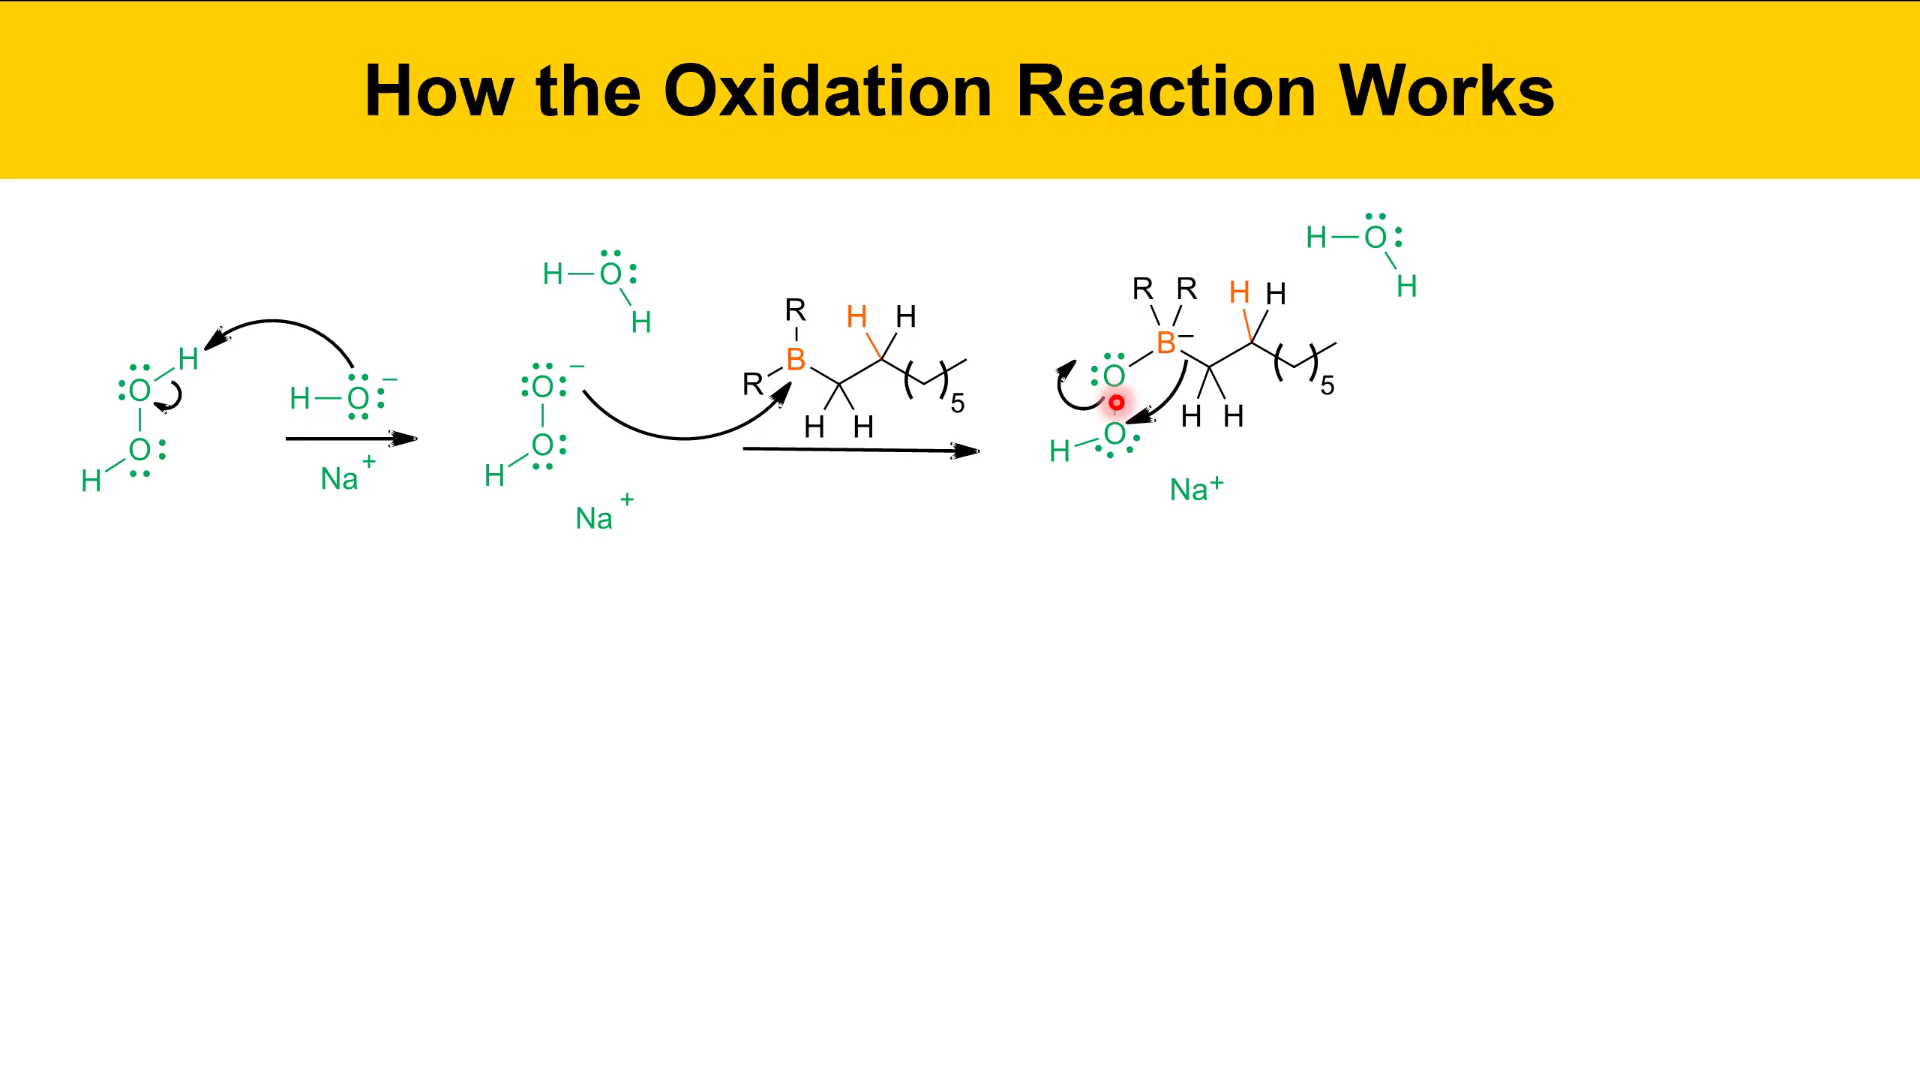 How the Oxidation Reaction Works
H O H
H O − O H
Na +
H O H
O − O H
Na +
R R B H H ( ) 5 H H
H O H
R R B − H H ( ) 5 H H
O O H
Na+